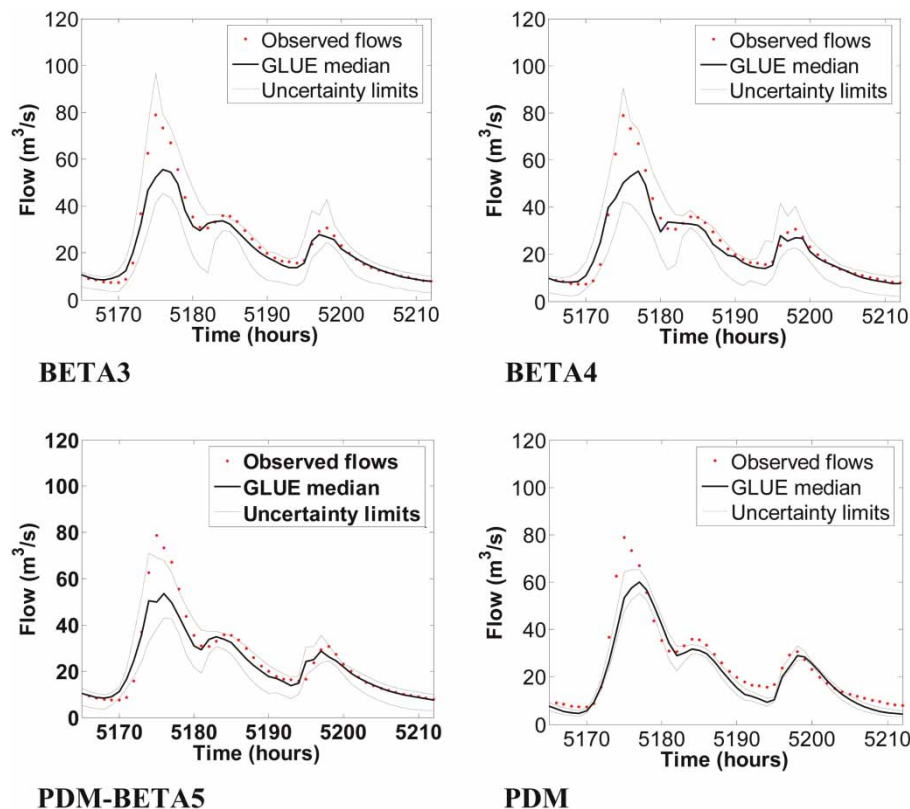 120
100
80
60
40
20
0
Flow (m³/s)
Observed flows
GLUE median
Uncertainty limits
5170 5180 5190 5200 5210
Time (hours)
BETA3
120
100
80
60
40
20
0
Flow (m³/s)
Observed flows
GLUE median
Uncertainty limits
5170 5180 5190 5200 5210
Time (hours)
BETA4
120
100
80
60
40
20
0
Flow (m³/s)
Observed flows
GLUE median
Uncertainty limits
5170 5180 5190 5200 5210
Time (hours)
PDM-BETA5
120
100
80
60
40
20
0
Flow (m³/s)
Observed flows
GLUE median
Uncertainty limits
5170 5180 5190 5200 5210
Time (hours)
PDM